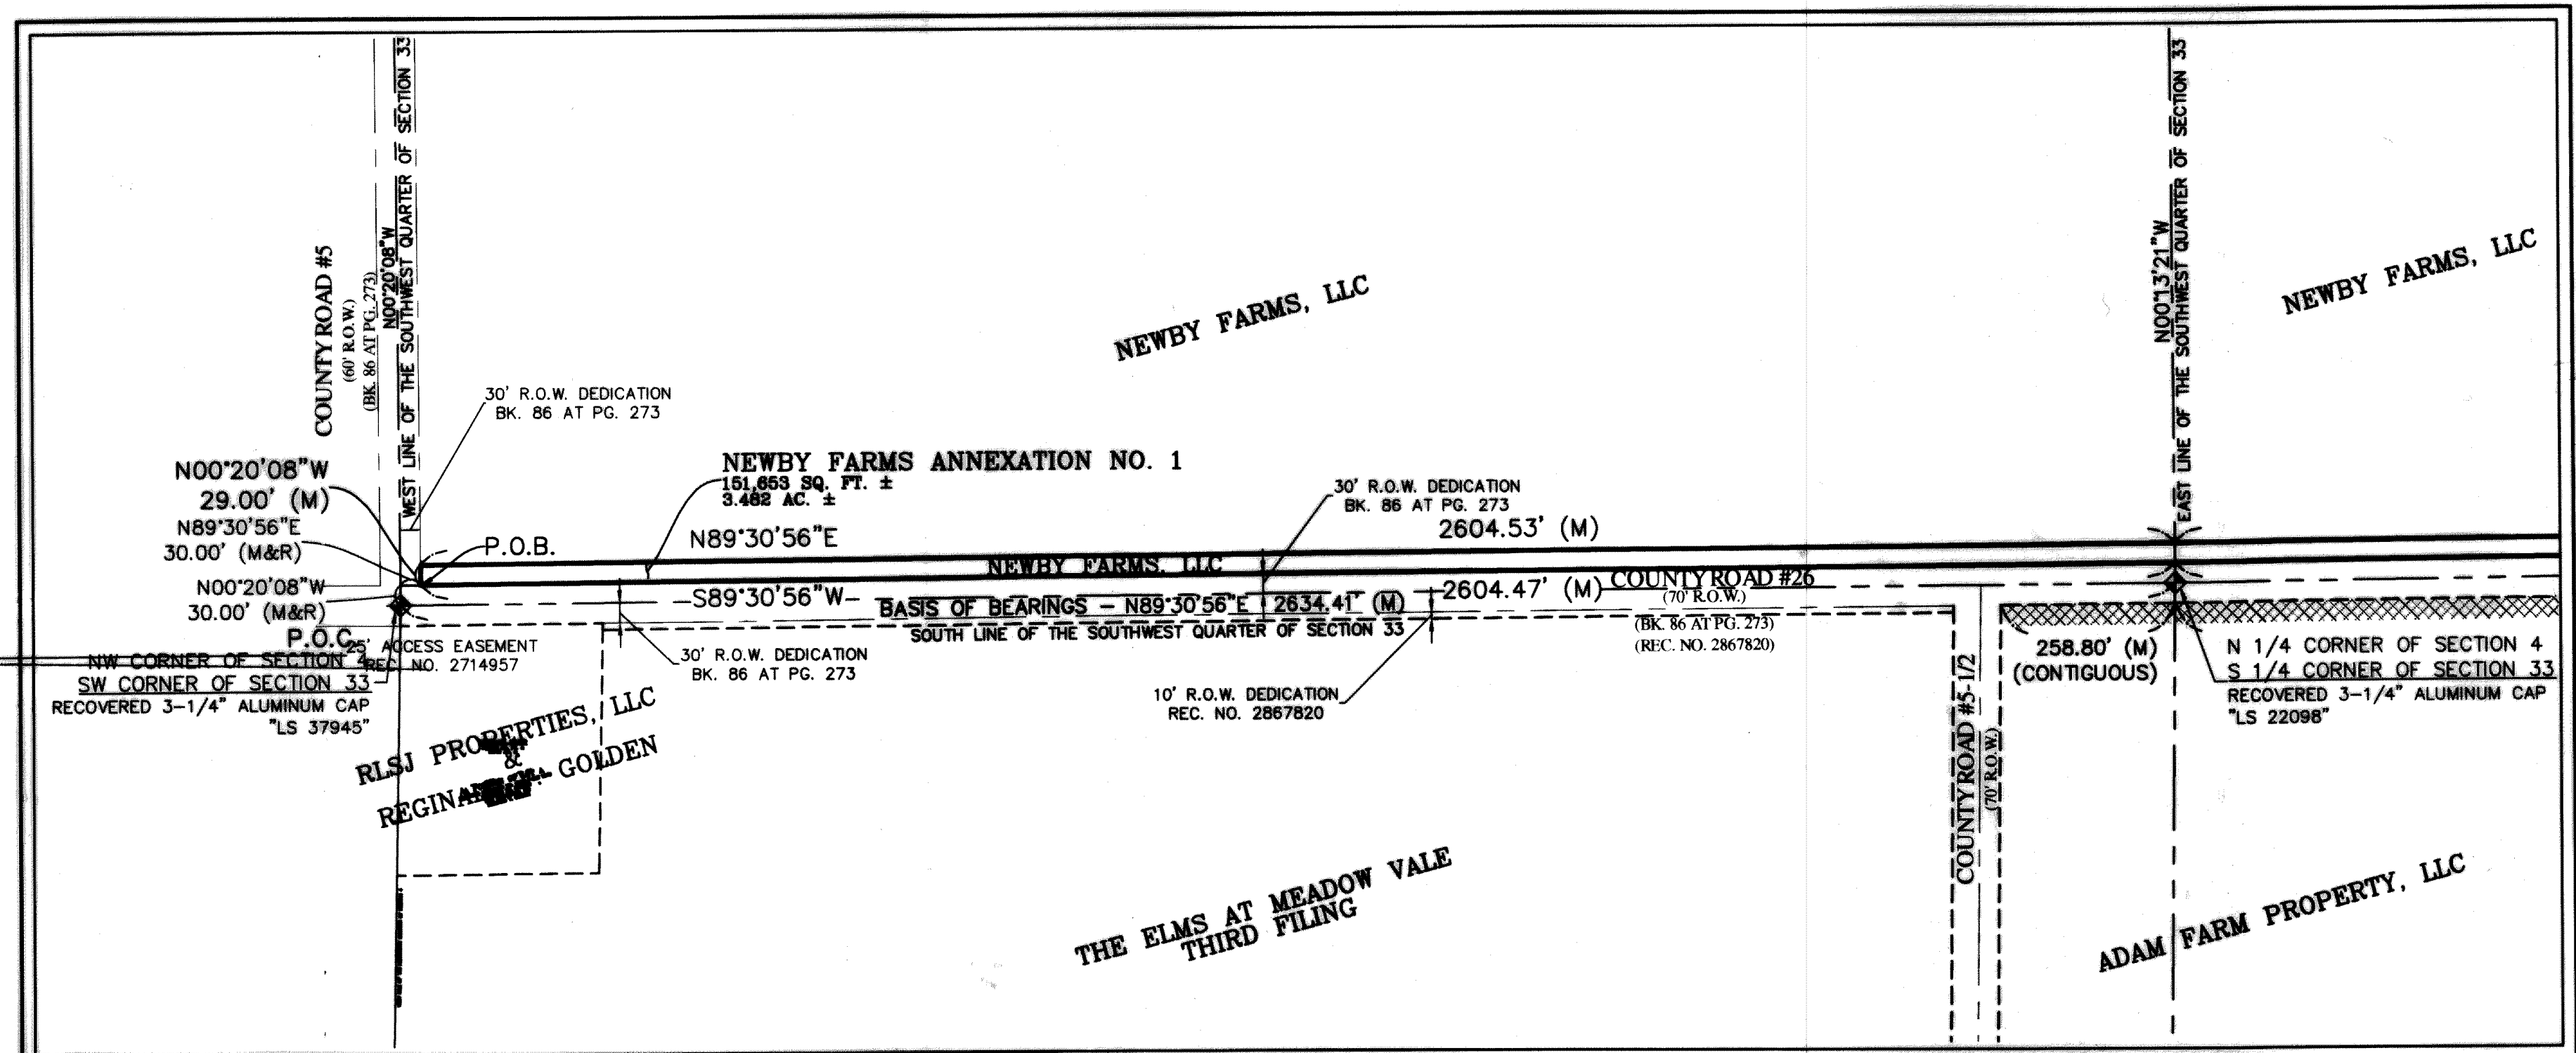 COUNTY ROAD #5
(60' R.O.W.)
(BK. 86 AT PG. 273)
N00°20'08"W
WEST LINE OF THE SOUTHWEST QUARTER OF SECTION 33
30' R.O.W. DEDICATION
BK. 86 AT PG. 273
NEWBY FARMS, LLC
N00°13'21"W
EAST LINE OF THE SOUTHWEST QUARTER OF SECTION 33
NEWBY FARMS, LLC
N00°20'08"W
29.00' (M)
N89°30'56"E
30.00' (M&R)
N00°20'08"W
30.00' (M&R)
P.O.B.
NEWBY FARMS ANNEXATION NO. 1
151,653 SQ. FT. ±
3.482 AC. ±
30' R.O.W. DEDICATION
BK. 86 AT PG. 273
N89°30'56"E
2604.53' (M)
NEWBY FARMS, LLC
S89°30'56"W
2604.47' (M)
COUNTY ROAD #26
(70' R.O.W.)
BASIS OF BEARINGS – N89°30'56"E 2634.41' (M)
(BK. 86 AT PG. 273)
(REC. NO. 2867820)
SOUTH LINE OF THE SOUTHWEST QUARTER OF SECTION 33
P.O.C.
25' ACCESS EASEMENT
REC. NO. 2714957
NW CORNER OF SECTION 4
SW CORNER OF SECTION 33
RECOVERED 3-1/4" ALUMINUM CAP
"LS 37945"
30' R.O.W. DEDICATION
BK. 86 AT PG. 273
10' R.O.W. DEDICATION
REC. NO. 2867820
258.80' (M)
(CONTIGUOUS)
N 1/4 CORNER OF SECTION 4
S 1/4 CORNER OF SECTION 33
RECOVERED 3-1/4" ALUMINUM CAP
"LS 22098"
RLSJ PROPERTIES, LLC
&
GOLDEN
COUNTY ROAD #5-1/2
(70' R.O.W.)
THE ELMS AT MEADOW VALE
THIRD FILING
ADAM FARM PROPERTY, LLC